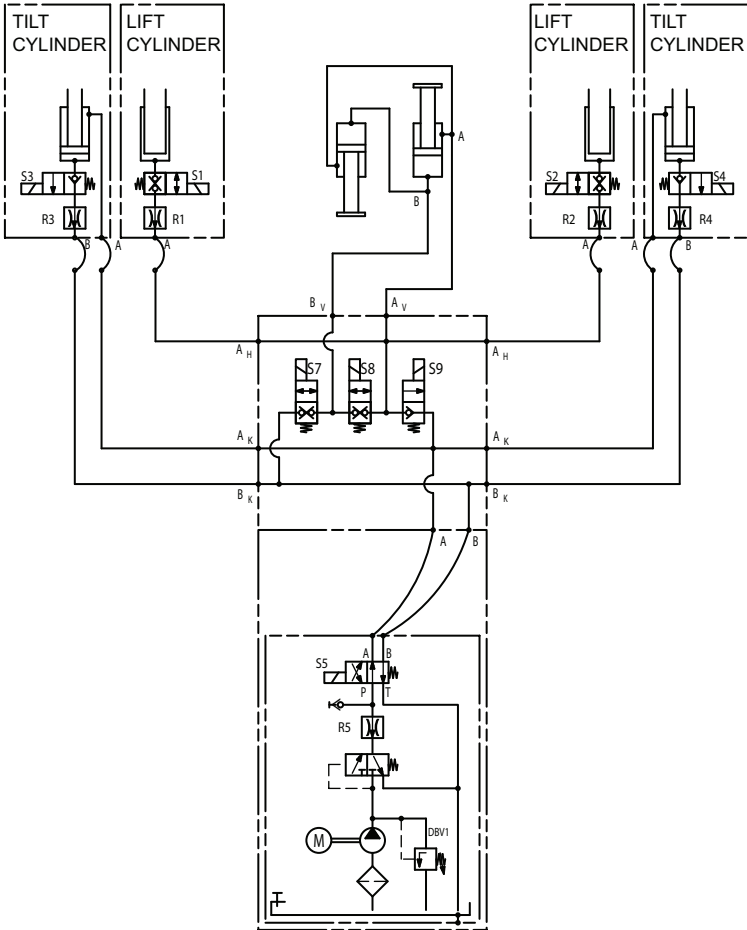 TILT
CYLINDER
LIFT
CYLINDER
LIFT
CYLINDER
TILT
CYLINDER
S3
S1
S2
S4
R3
R1
R2
R4
B
A
A
A
A
B
A
B
B V
A V
A H
A H
S7
S8
S9
A K
A K
B K
B K
A
B
A
B
S5
P
T
R5
M
DBV1